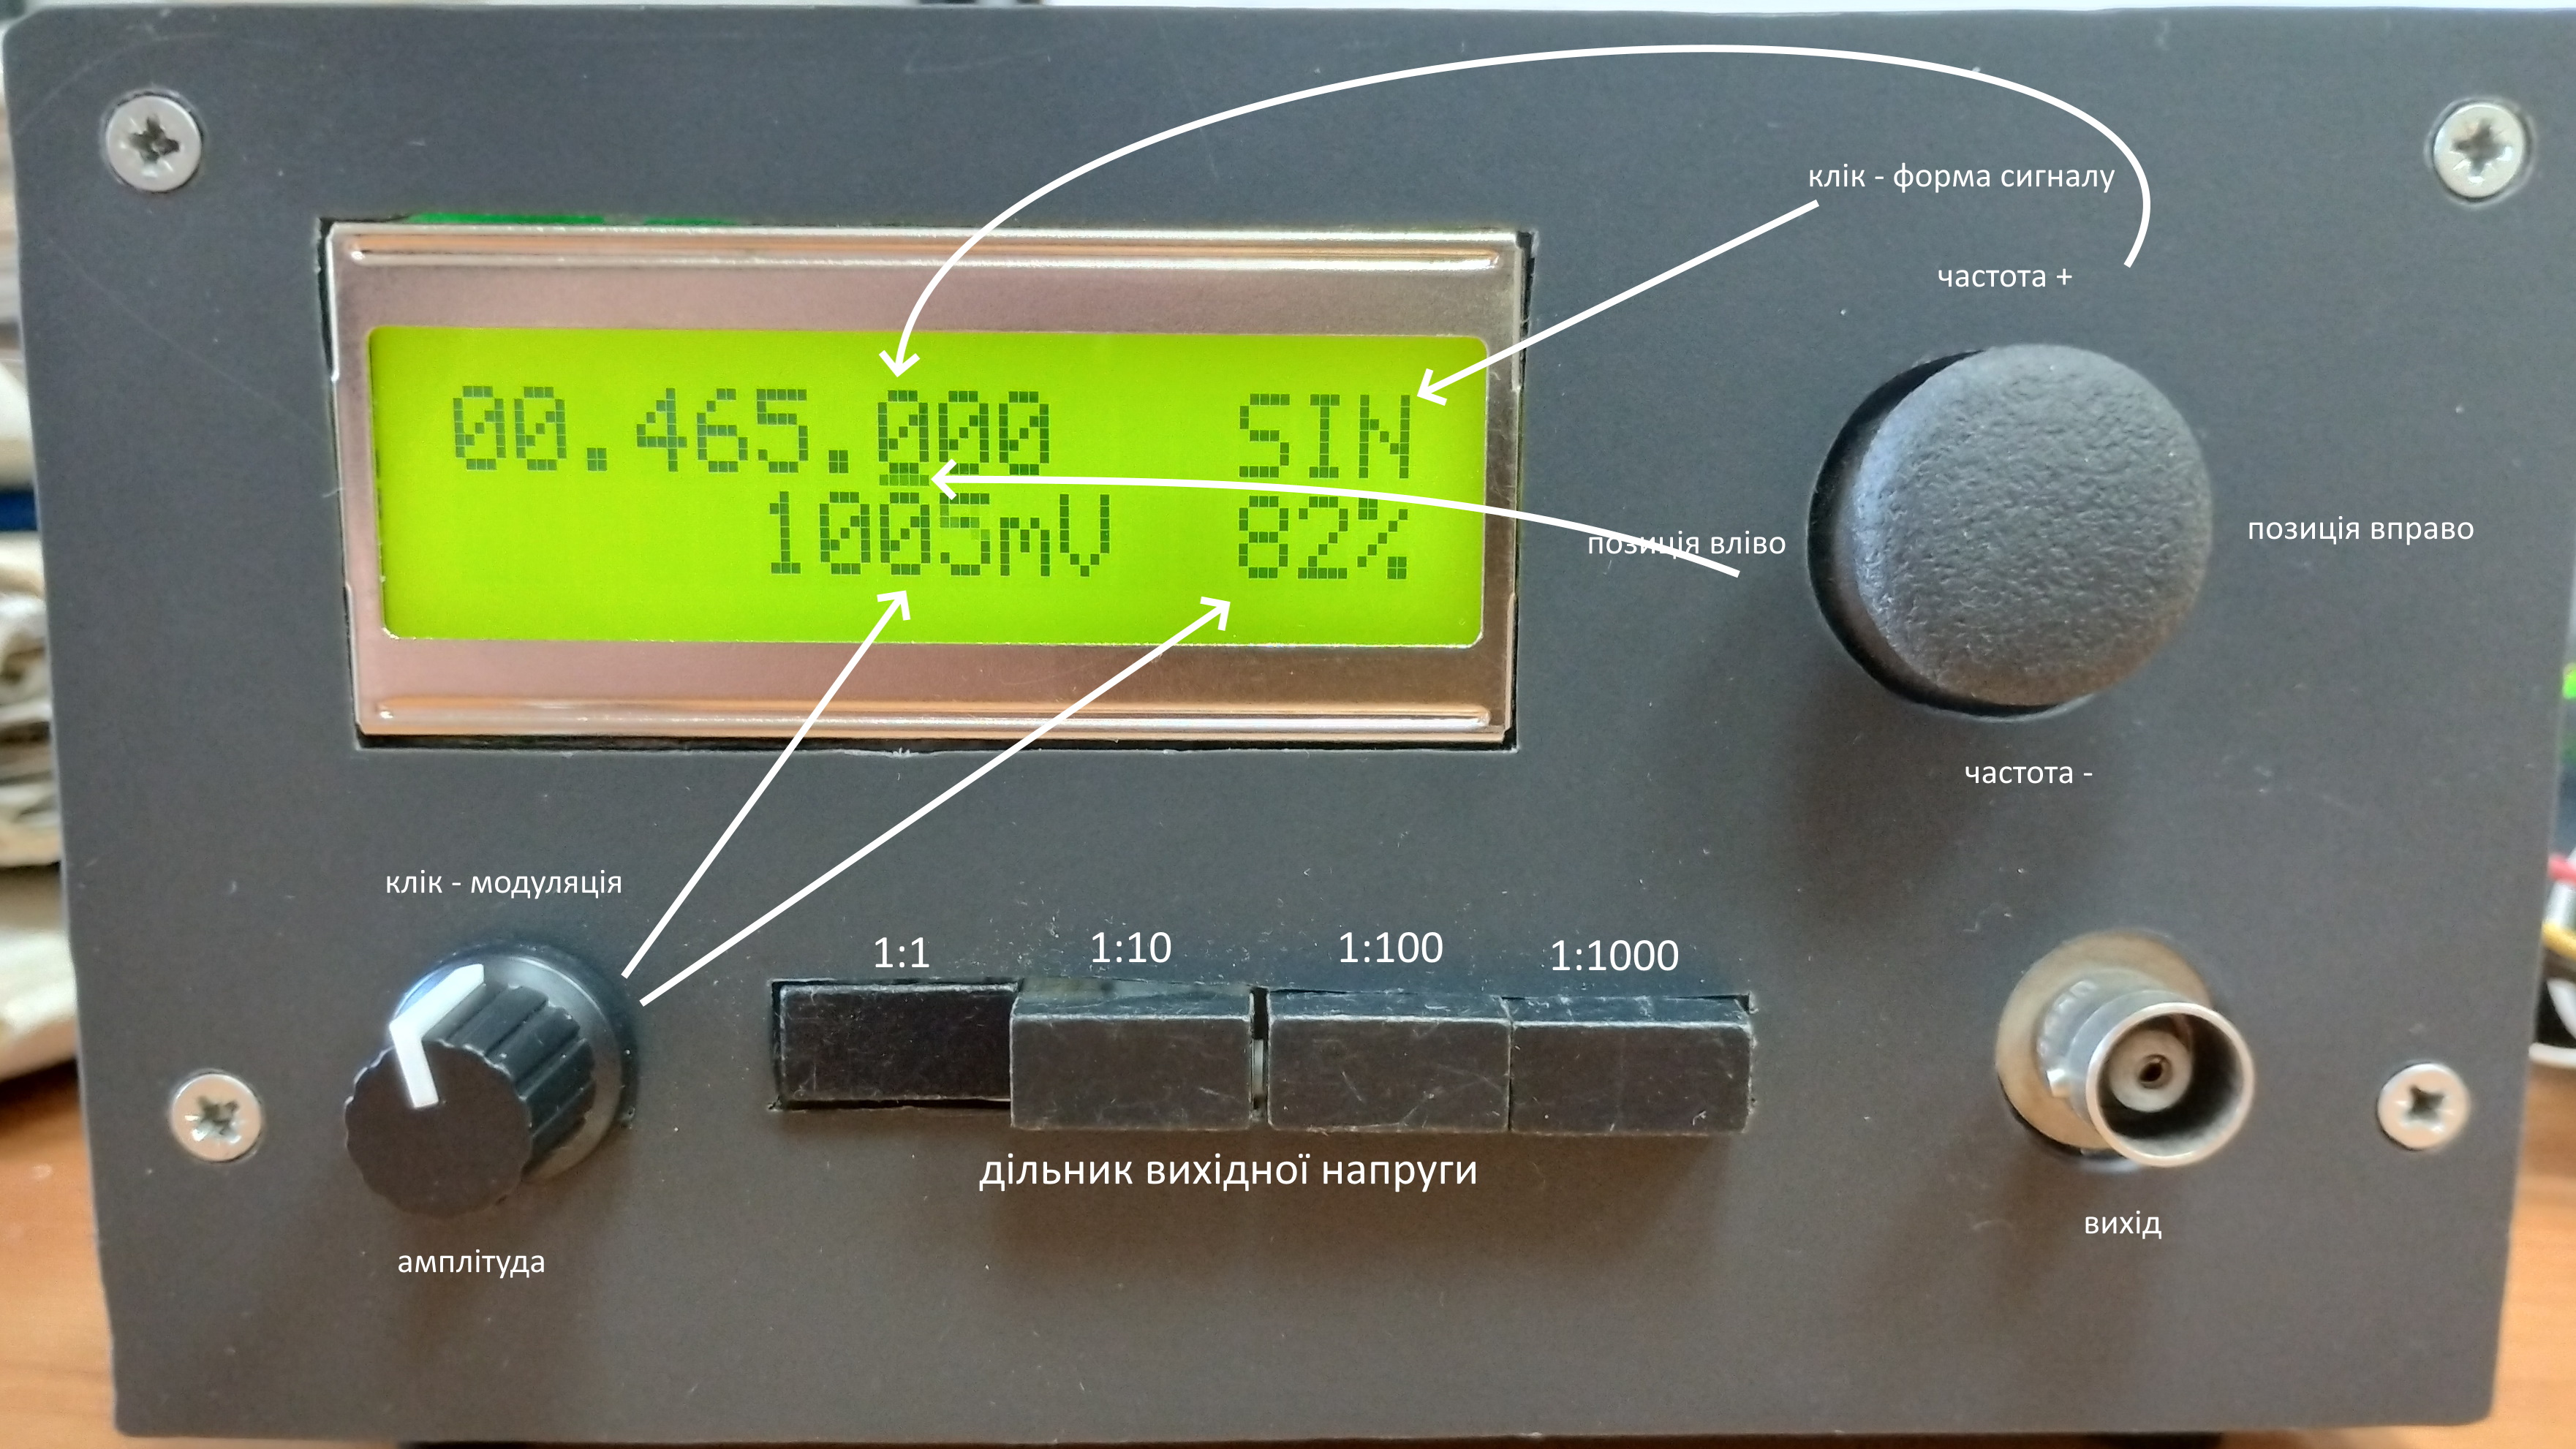 клік - форма сигналу
частота +
00.465.000 SIN
1005mV 82%
позиція вліво
позиція вправо
частота -
клік - модуляція
1:1
1:10
1:100
1:1000
дільник вихідної напруги
вихід
амплітуда